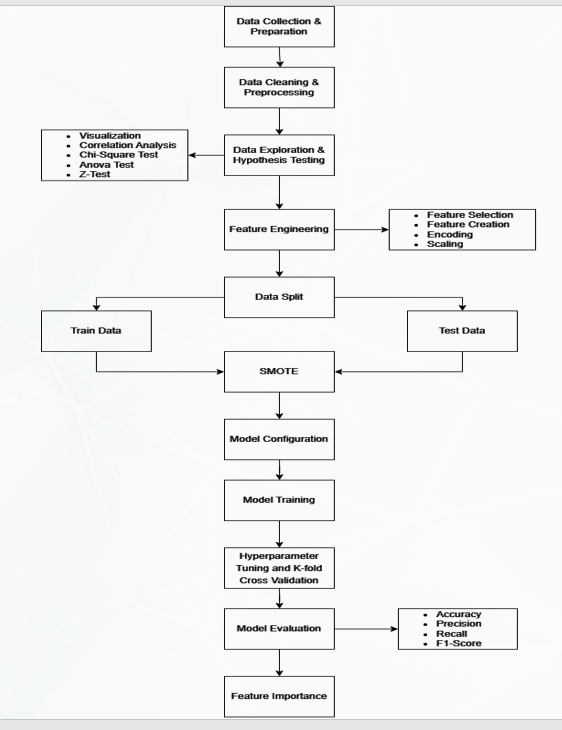 Data Collection &
Preparation
Data Cleaning &
Preprocessing
• Visualization
• Correlation Analysis
• Chi-Square Test
• Anova Test
• Z-Test
Data Exploration &
Hypothesis Testing
Feature Engineering
• Feature Selection
• Feature Creation
• Encoding
• Scaling
Data Split
Train Data
Test Data
SMOTE
Model Configuration
Model Training
Hyperparameter
Tuning and K-fold
Cross Validation
Model Evaluation
• Accuracy
• Precision
• Recall
• F1-Score
Feature Importance